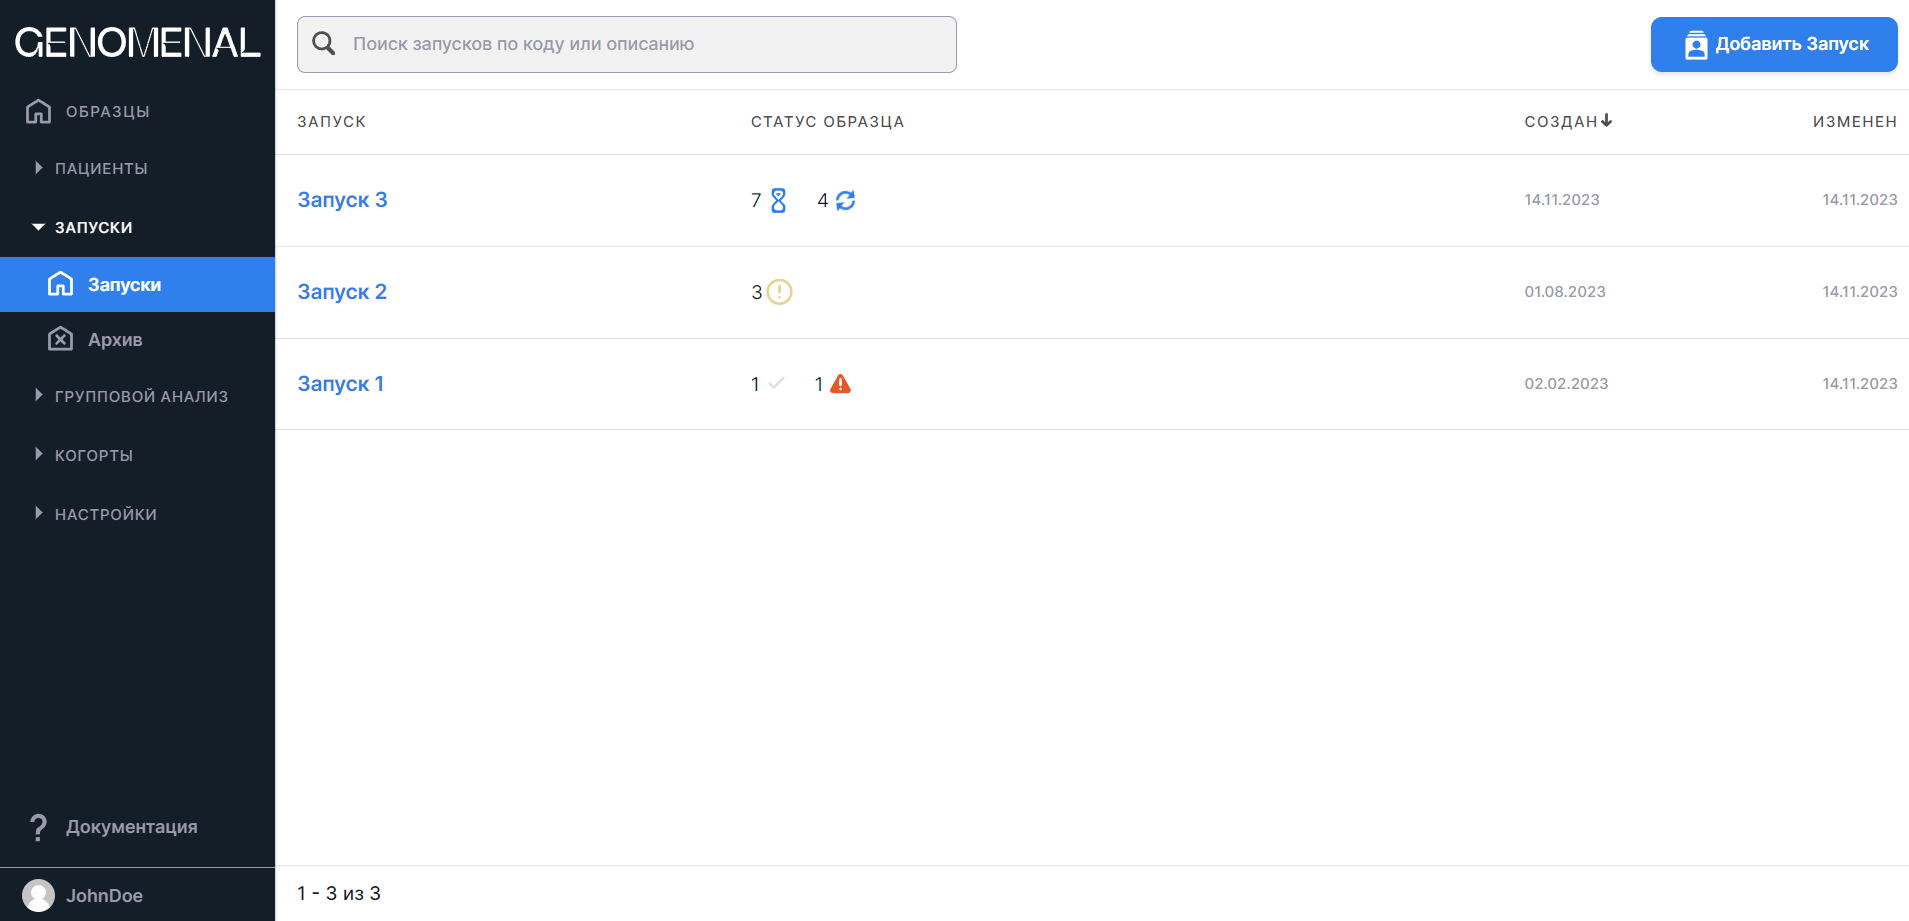 GENOMENAL
Поиск запусков по коду или описанию
Добавить Запуск
ОБРАЗЦЫ
ПАЦИЕНТЫ
ЗАПУСКИ
Запуски
Архив
ГРУППОВОЙ АНАЛИЗ
КОГОРТЫ
НАСТРОЙКИ
Документация
JohnDoe
ЗАПУСК СТАТУС ОБРАЗЦА СОЗДАН ИЗМЕНЕН
Запуск 3 7 4 14.11.2023 14.11.2023
Запуск 2 3 01.08.2023 14.11.2023
Запуск 1 1 1 02.02.2023 14.11.2023
1 - 3 из 3